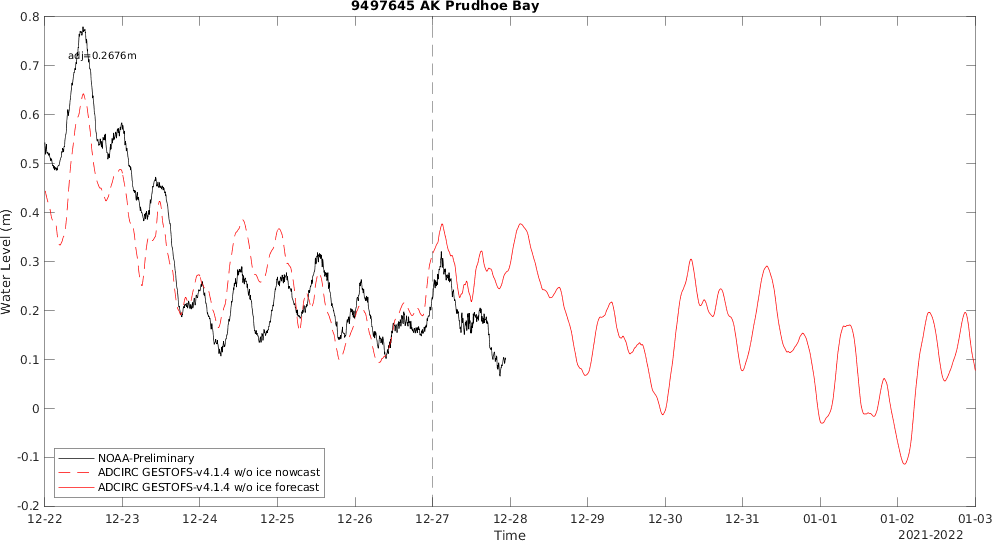 9497645 AK Prudhoe Bay
adj=0.2676m
0.8
0.7
0.6
0.5
0.4
0.3
0.2
0.1
0
-0.1
-0.2
Water Level (m)
NOAA-Preliminary
ADCIRC GESTOFS-v4.1.4 w/o ice nowcast
ADCIRC GESTOFS-v4.1.4 w/o ice forecast
12-22 12-23 12-24 12-25 12-26 12-27 12-28 12-29 12-30 12-31 01-01 01-02 01-03
Time
2021-2022